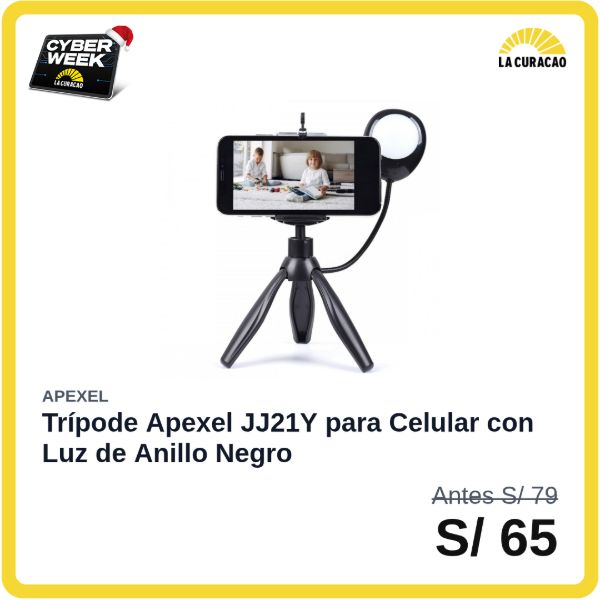 CYBER
WEEK
LA CURACAO
LA CURACAO
APEXEL
Trípode Apexel JJ21Y para Celular con
Luz de Anillo Negro
Antes S/ 79
S/ 65